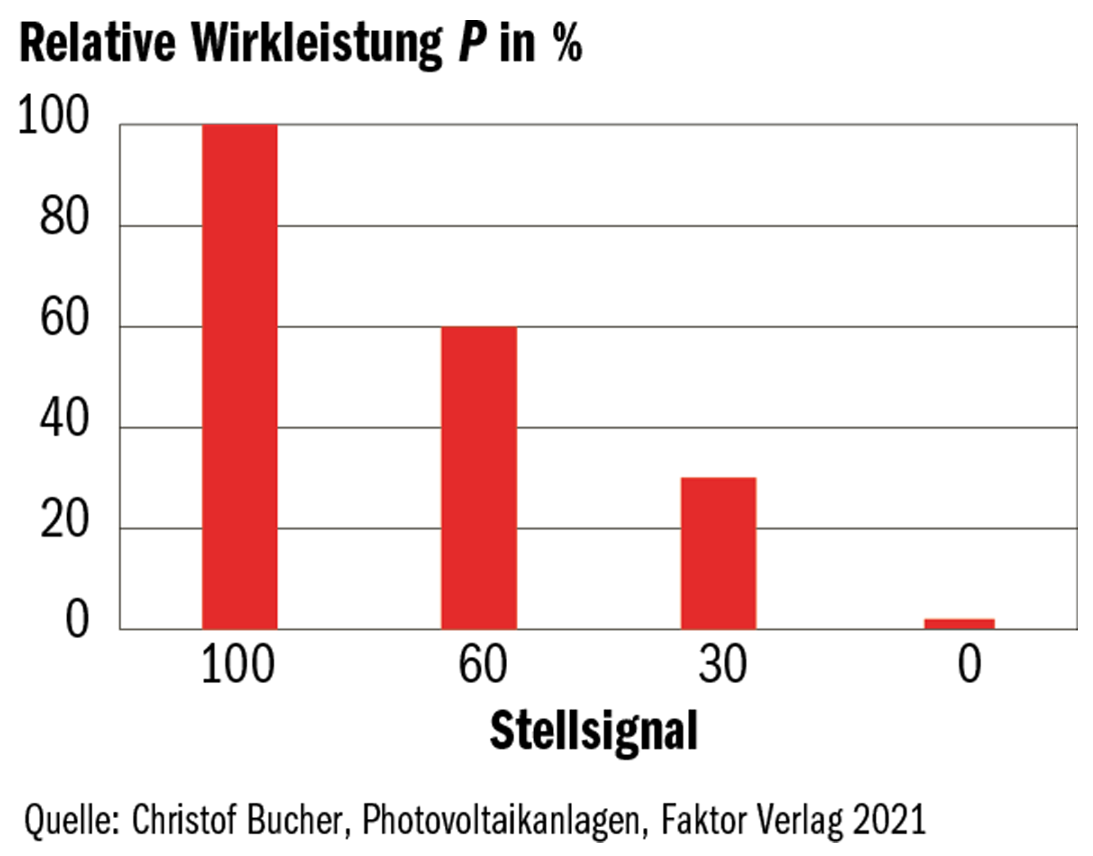 Relative Wirkleistung P in %
100
80
60
40
20
0
100 60 30 0
Stellsignal
Quelle: Christof Bucher, Photovoltaikanlagen, Faktor Verlag 2021